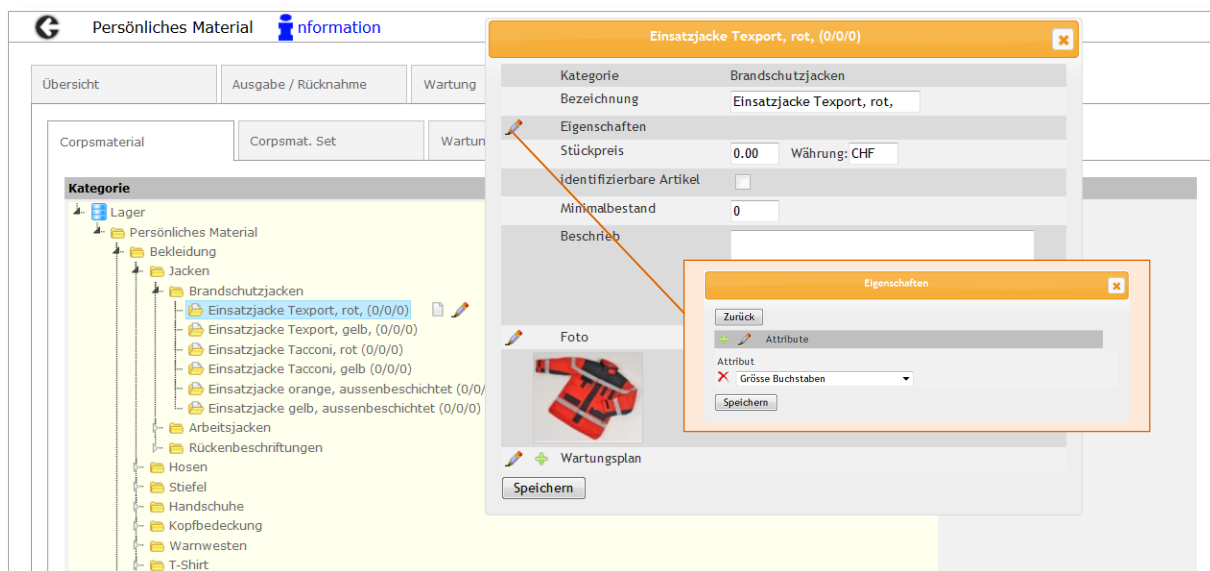 Persönliches Material nformation
Übersicht
Ausgabe / Rücknahme
Wartung
Corpsmaterial
Corpsmat. Set
Wartun
Kategorie
Lager
Persönliches Material
Bekleidung
Jacken
Brandschutzjacken
Einsatzjacke Texport, rot, (0/0/0)
Einsatzjacke Texport, gelb, (0/0/0)
Einsatzjacke Tacconi, rot (0/0/0)
Einsatzjacke Tacconi, gelb (0/0/0)
Einsatzjacke orange, aussenbeschichtet (0/0/
Einsatzjacke gelb, aussenbeschichtet (0/0/0)
Arbeitsjacken
Rückenbeschriftungen
Hosen
Stiefel
Handschuhe
Kopfbedeckung
Warnwesten
T-Shirt
Einsatzjacke Texport, rot, (0/0/0)
Kategorie Brandschutzjacken
Bezeichnung Einsatzjacke Texport, rot,
Eigenschaften
Stückpreis 0.00 Währung: CHF
identifizierbare Artikel
Minimalbestand 0
Beschrieb
Foto
Wartungsplan
Speichern
Eigenschaften
Zurück
Attribute
Attribut
Grösse Buchstaben
Speichern